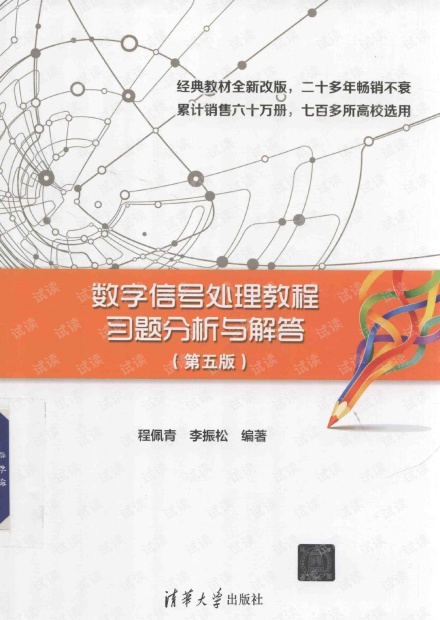 经典教材全新改版，二十多年畅销不衰
累计销售六十万册，七百多所高校选用
数字信号处理教程
习题分析与解答
（第五版）
程佩青 李振松 编著
清华大学出版社
试读